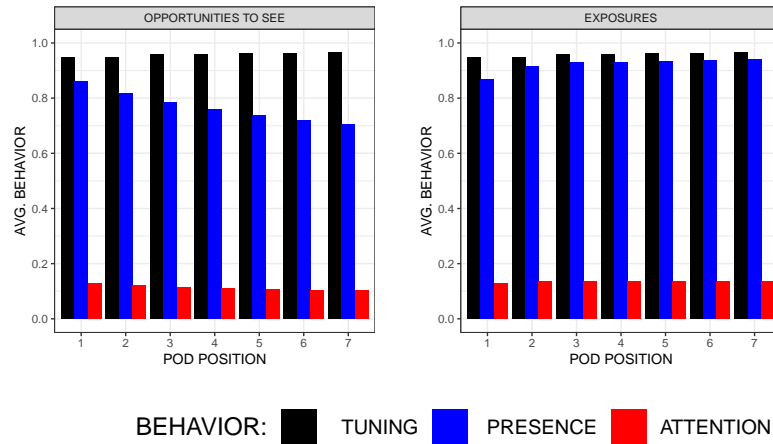 OPPORTUNITIES TO SEE
1.0
0.8
0.6
0.4
0.2
0.0
AVG. BEHAVIOR
1 2 3 4 5 6 7
POD POSITION
EXPOSURES
1.0
0.8
0.6
0.4
0.2
0.0
AVG. BEHAVIOR
1 2 3 4 5 6 7
POD POSITION
BEHAVIOR: TUNING PRESENCE ATTENTION